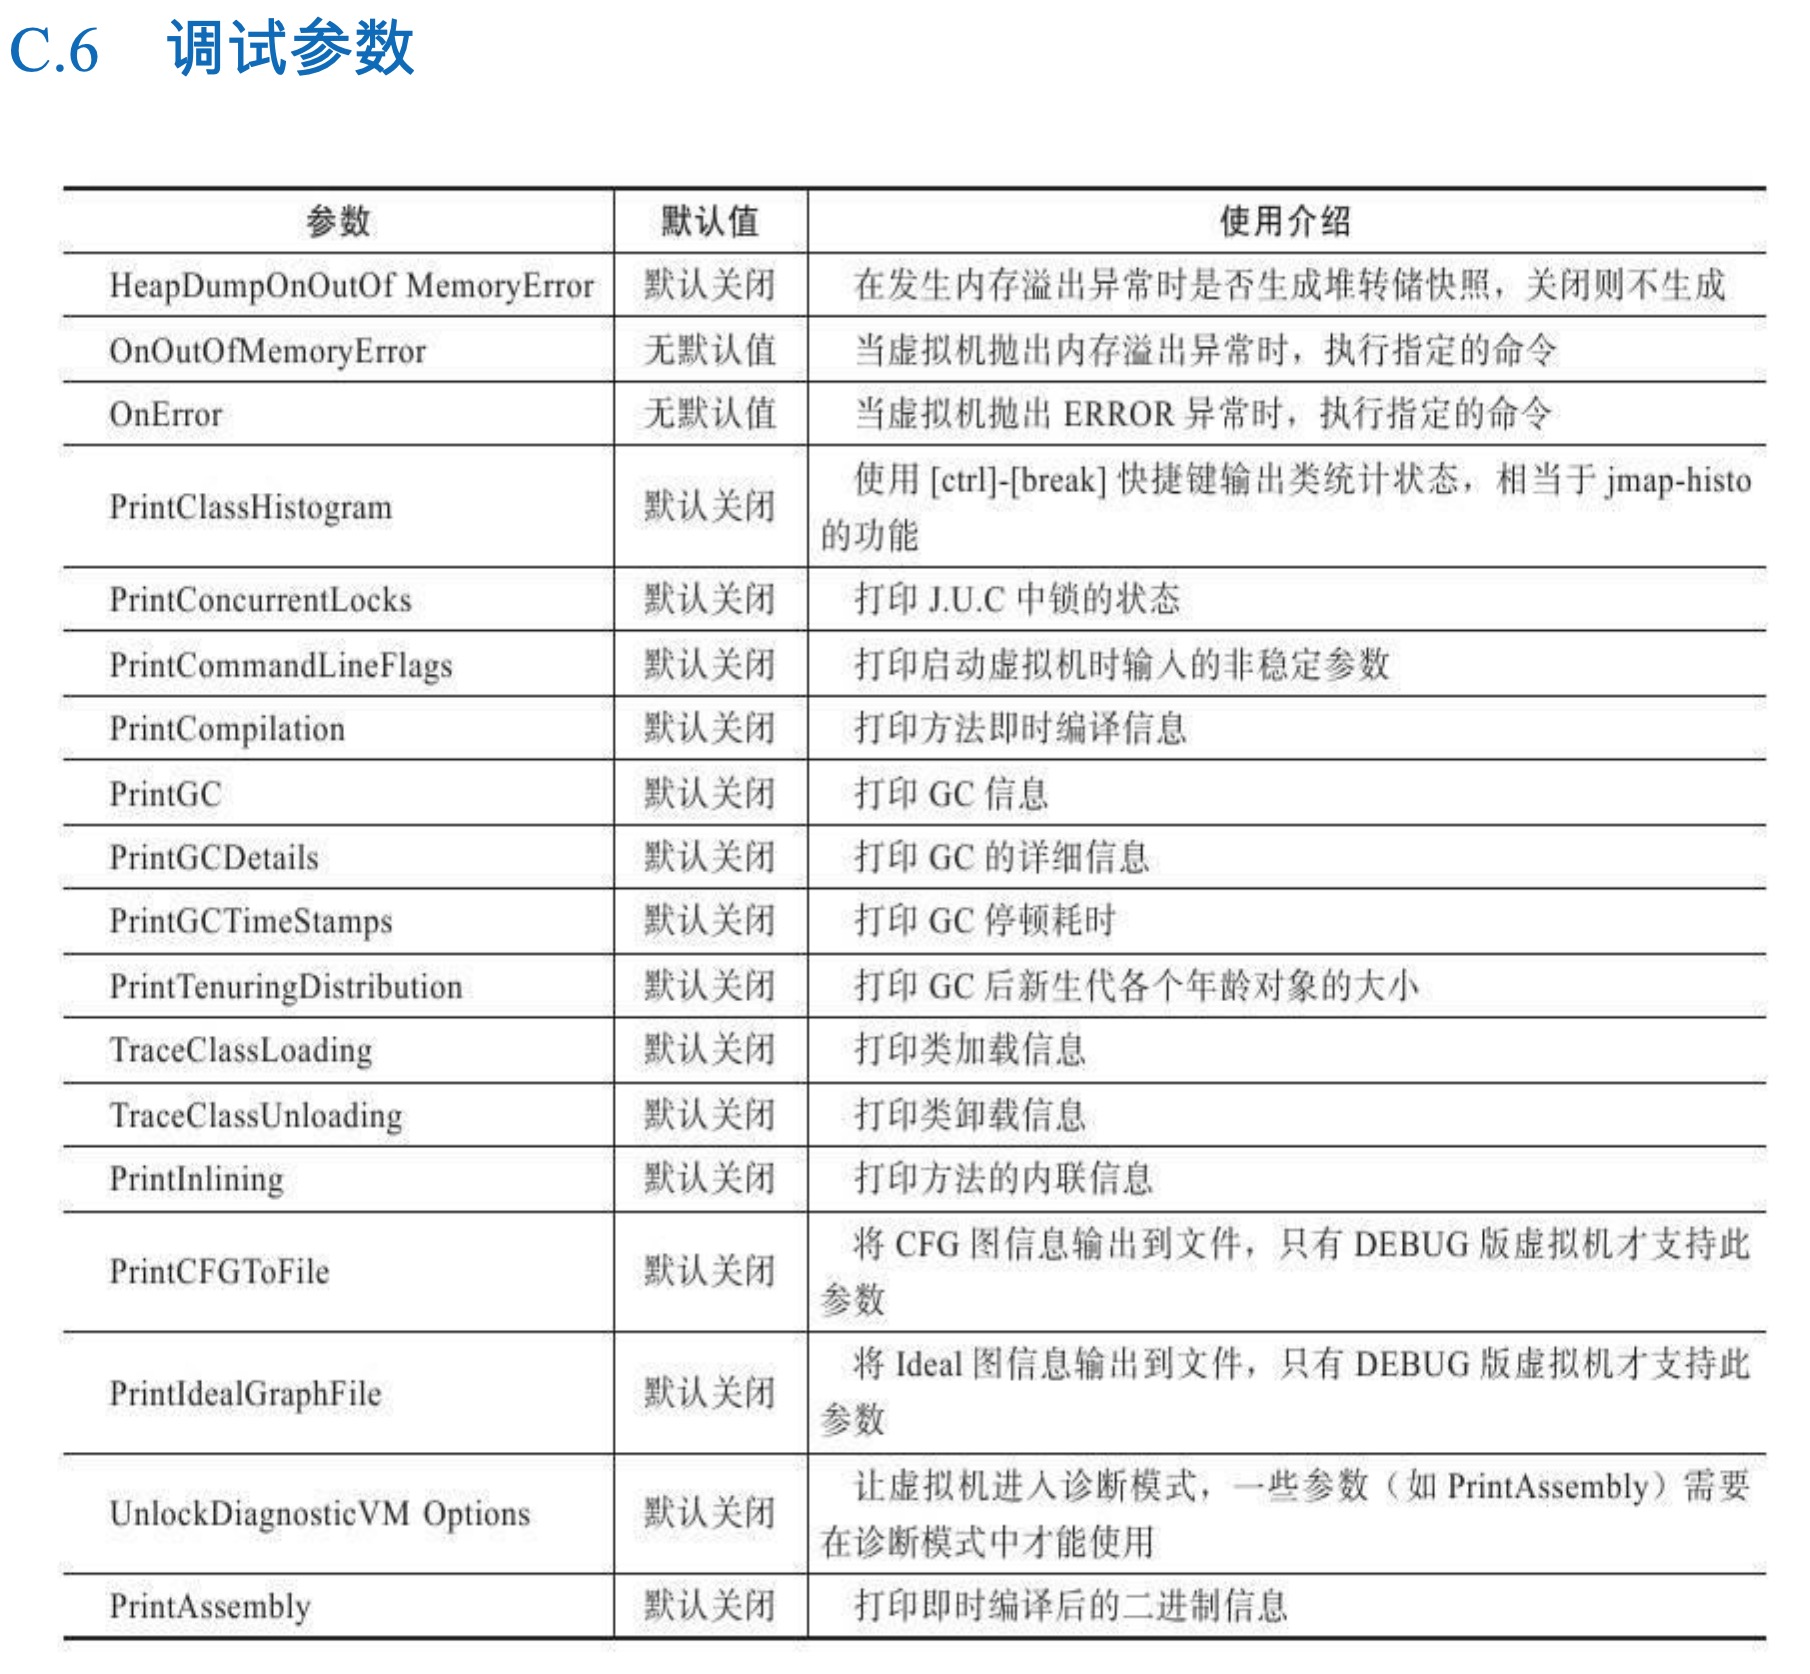 C.6 调试参数
参数 默认值 使用介绍
HeapDumpOnOutOf MemoryError 默认关闭 在发生内存溢出异常时是否生成堆转储快照，关闭则不生成
OnOutOfMemoryError 无默认值 当虚拟机抛出内存溢出异常时，执行指定的命令
OnError 无默认值 当虚拟机抛出 ERROR 异常时，执行指定的命令
PrintClassHistogram 默认关闭 使用 [ctrl]-[break] 快捷键输出类统计状态，相当于 jmap-histo
的功能
PrintConcurrentLocks 默认关闭 打印 J.U.C 中锁的状态
PrintCommandLineFlags 默认关闭 打印启动虚拟机时输入的非稳定参数
PrintCompilation 默认关闭 打印方法即时编译信息
PrintGC 默认关闭 打印 GC 信息
PrintGCDetails 默认关闭 打印 GC 的详细信息
PrintGCTimeStamps 默认关闭 打印 GC 停顿耗时
PrintTenuringDistribution 默认关闭 打印 GC 后新生代各个年龄对象的大小
TraceClassLoading 默认关闭 打印类加载信息
TraceClassUnloading 默认关闭 打印类卸载信息
PrintInlining 默认关闭 打印方法的内联信息
PrintCFGToFile 默认关闭 将 CFG 图信息输出到文件，只有 DEBUG 版虚拟机才支持此
参数
PrintIdealGraphFile 默认关闭 将 Ideal 图信息输出到文件，只有 DEBUG 版虚拟机才支持此
参数
UnlockDiagnosticVM Options 默认关闭 让虚拟机进入诊断模式，一些参数（如 PrintAssembly）需要
在诊断模式中才能使用
PrintAssembly 默认关闭 打印即时编译后的二进制信息